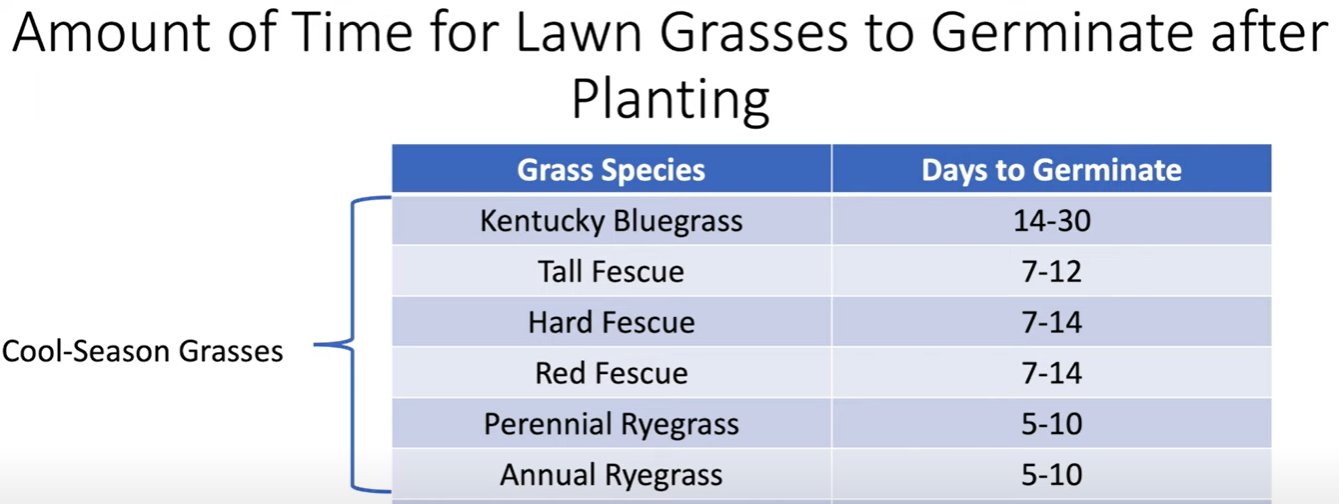 Amount of Time for Lawn Grasses to Germinate after
Planting
Grass Species Days to Germinate
Kentucky Bluegrass 14-30
Tall Fescue 7-12
Hard Fescue 7-14
Cool-Season Grasses
Red Fescue 7-14
Perennial Ryegrass 5-10
Annual Ryegrass 5-10